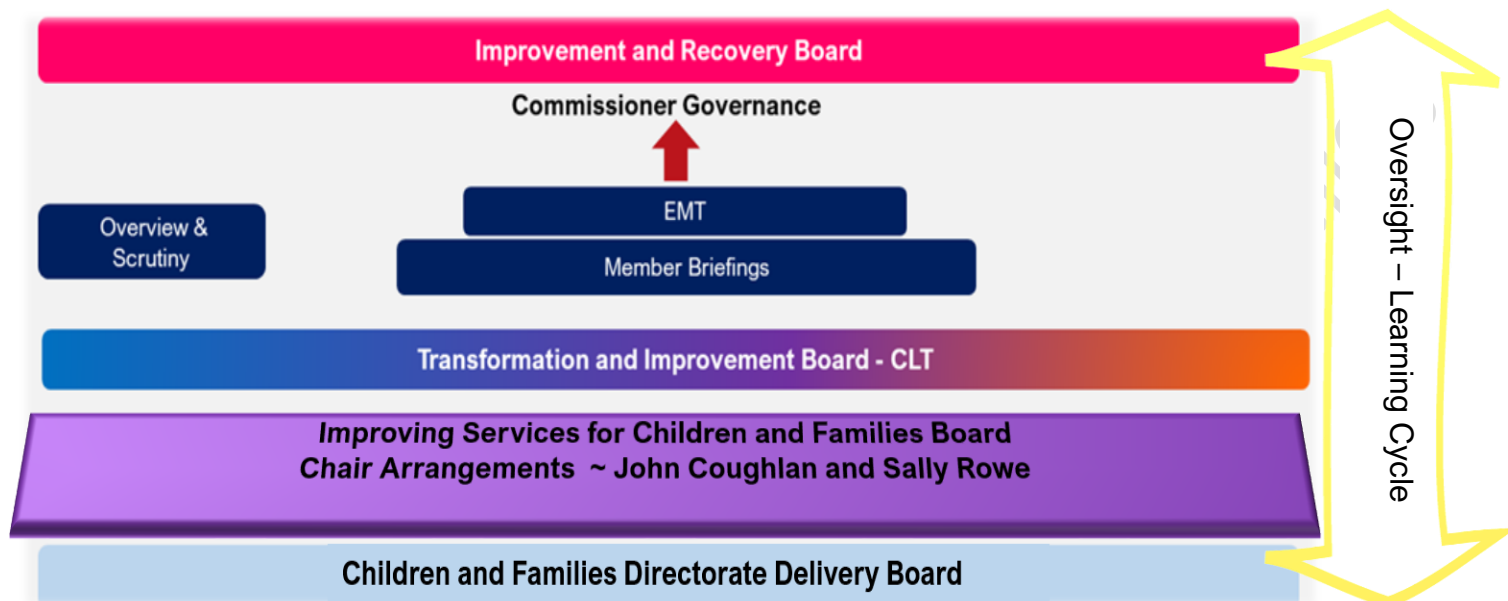 Improvement and Recovery Board
Commissioner Governance
EMT
Overview &
Scrutiny
Member Briefings
Transformation and Improvement Board - CLT
Improving Services for Children and Families Board
Chair Arrangements ~ John Coughlan and Sally Rowe
Children and Families Directorate Delivery Board
Oversight – Learning Cycle